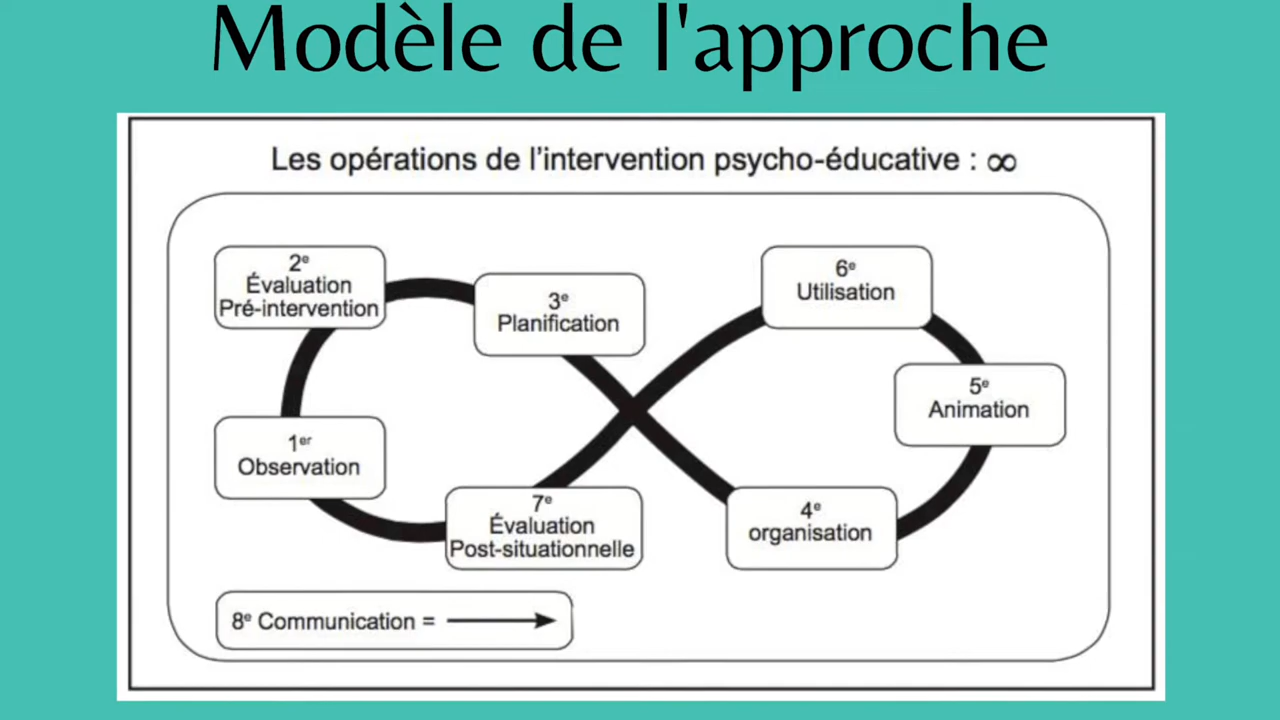 Modèle de l'approche
Les opérations de l'intervention psycho-éducative : ∞
2e
Évaluation
Pré-intervention
3e
Planification
6e
Utilisation
5e
Animation
1er
Observation
7e
Évaluation
Post-situationnelle
4e
organisation
8e Communication =